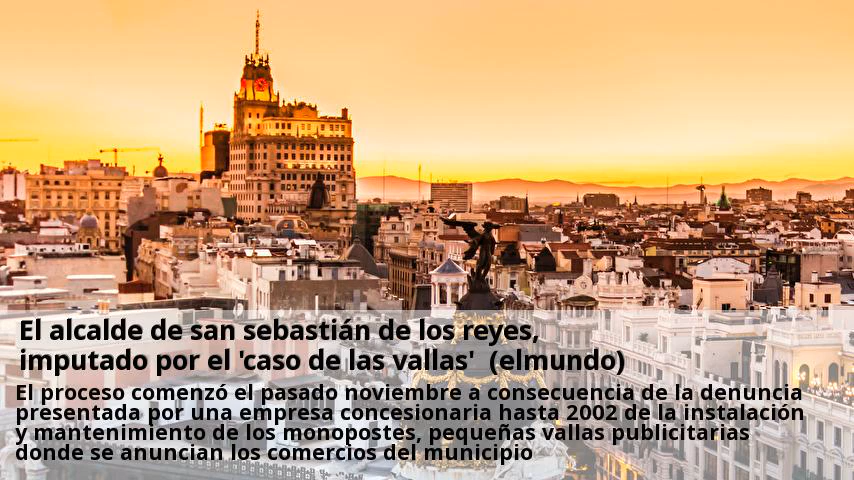 El alcalde de san sebastián de los reyes,
imputado por el 'caso de las vallas' (elmundo)
El proceso comenzó el pasado noviembre a consecuencia de la denuncia
presentada por una empresa concesionaria hasta 2002 de la instalación
y mantenimiento de los monopostes, pequeñas vallas publicitarias
donde se anuncian los comercios del municipio